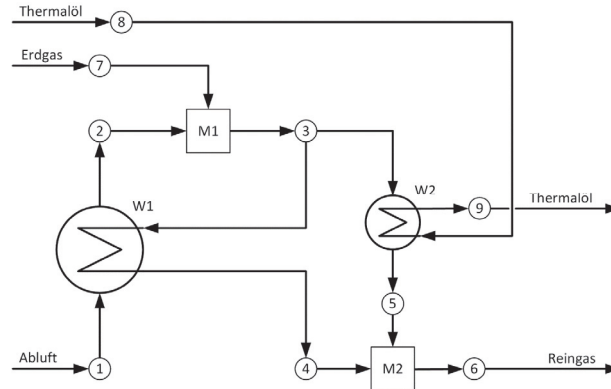 Thermalöl
8
Erdgas
7
2
M1
3
W1
W2
9
Thermalöl
5
Abluft
1
4
M2
6
Reingas